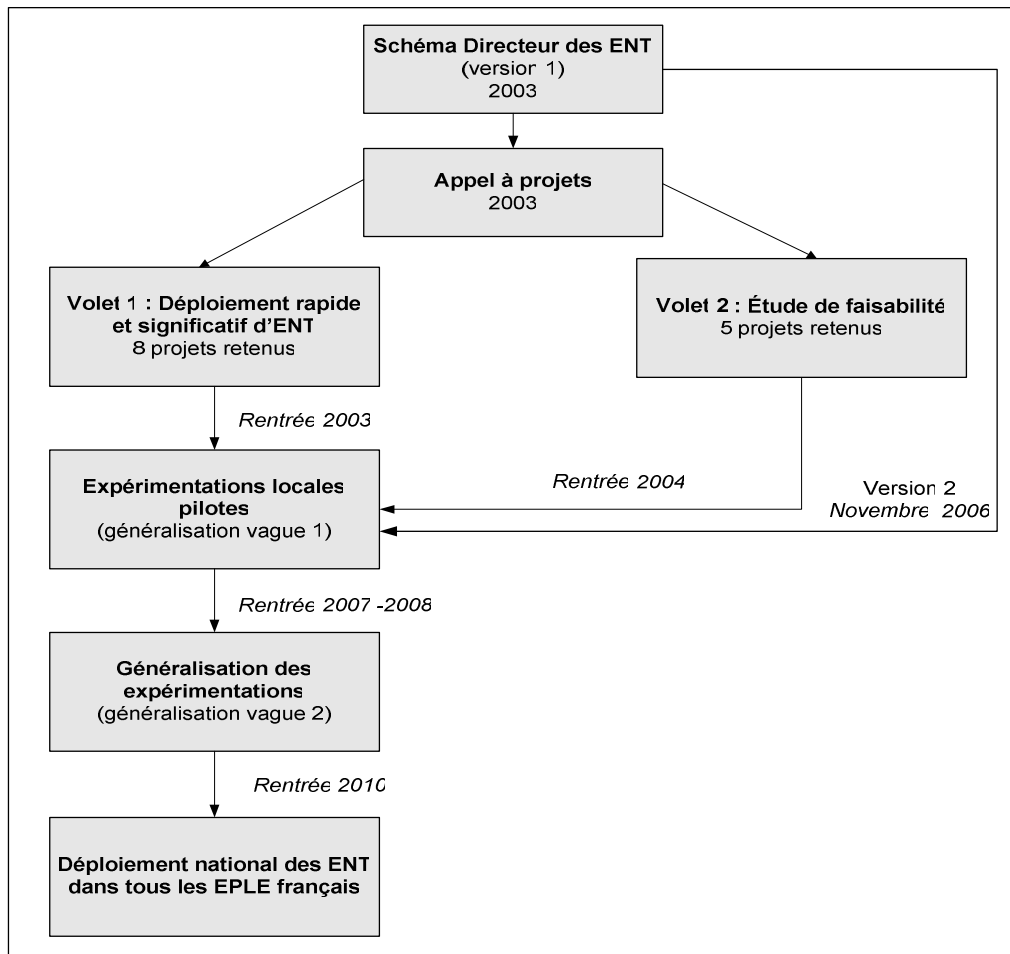 Schéma Directeur des ENT
(version 1)
2003
Appel à projets
2003
Volet 1 : Déploiement rapide
et significatif d’ENT
8 projets retenus
Volet 2 : Étude de faisabilité
5 projets retenus
Rentrée 2003
Expérimentations locales
pilotes
(généralisation vague 1)
Rentrée 2004
Version 2
Novembre 2006
Rentrée 2007 -2008
Généralisation des
expérimentations
(généralisation vague 2)
Rentrée 2010
Déploiement national des ENT
dans tous les EPLE français